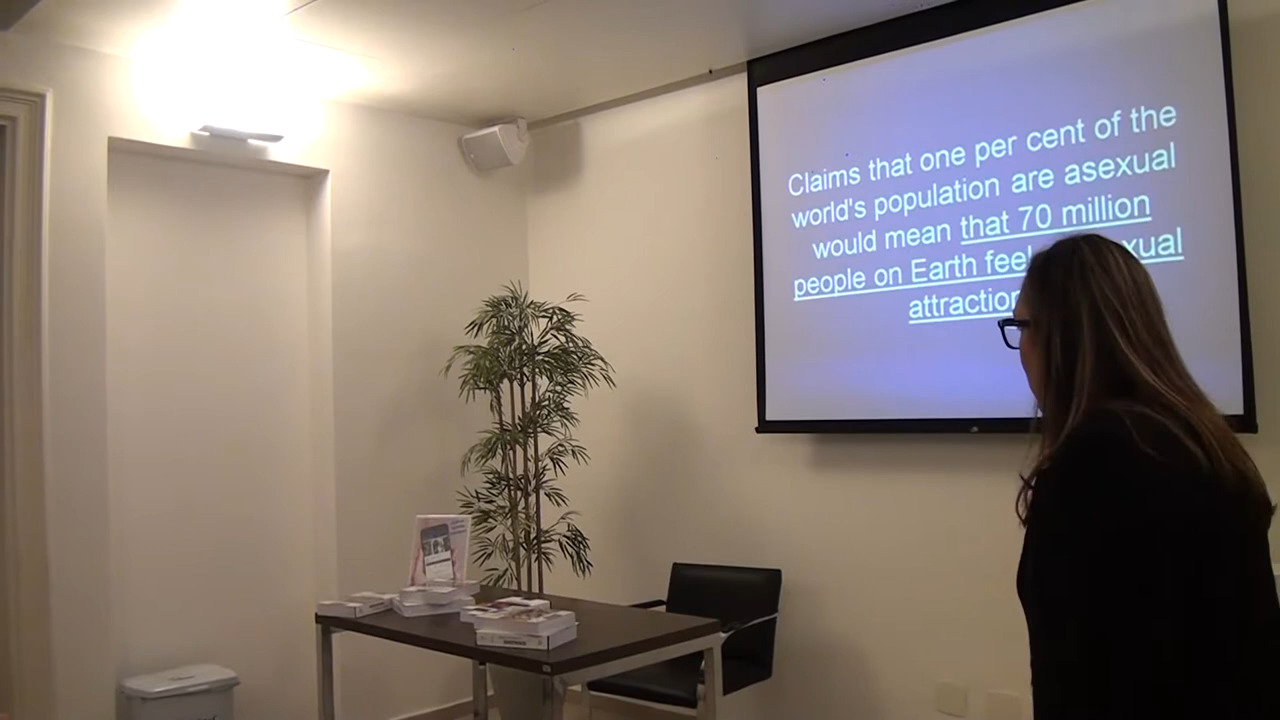 Claims that one per cent of the
world's population are asexual
would mean that 70 million
people on Earth feel xual
attraction